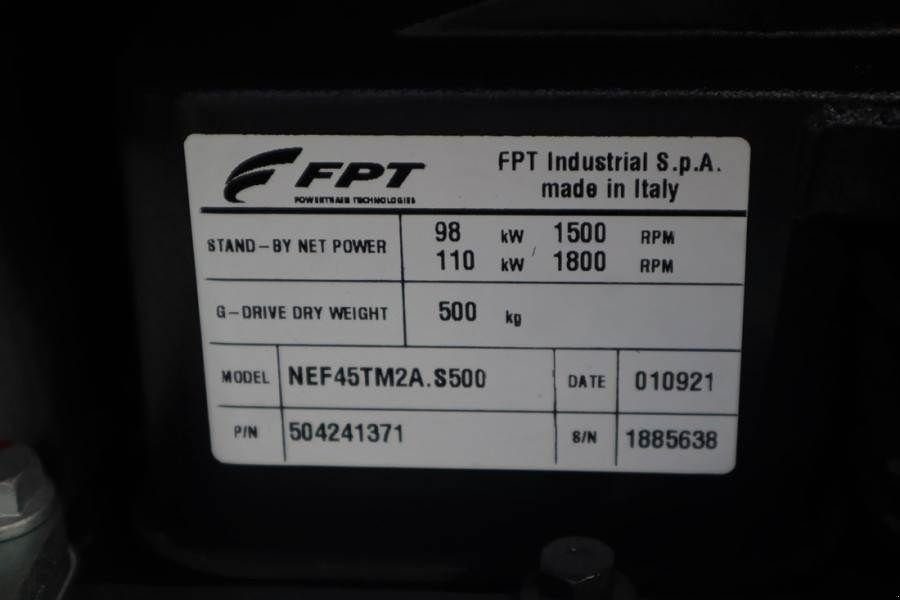 FPT
POWERTRAIN TECHNOLOGIES
FPT Industrial S.p.A.
made in Italy
STAND-BY NET POWER
98 kW / 1500 RPM
110 kW 1800 RPM
G-DRIVE DRY WEIGHT 500 kg
MODEL NEF45TM2A.S500 DATE 010921
P/N 504241371 S/N 1885638